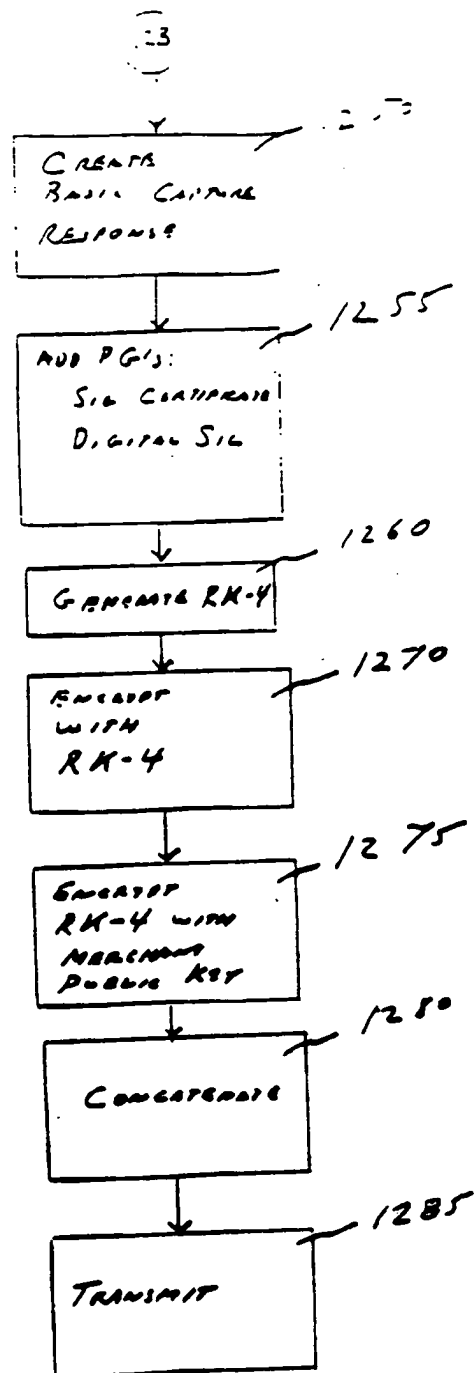 CREATE
BASIC CAPTURE
RESPONSE
1255
ADD PG'S:
SIG CERTIFICATE
DIGITAL SIG
1260
GENERATE RK-4
1270
ENCRYPT
WITH
RK-4
1275
ENCRYPT
RK-4 WITH
MERCHANT
PUBLIC KEY
1280
CONCATENATE
1285
TRANSMIT